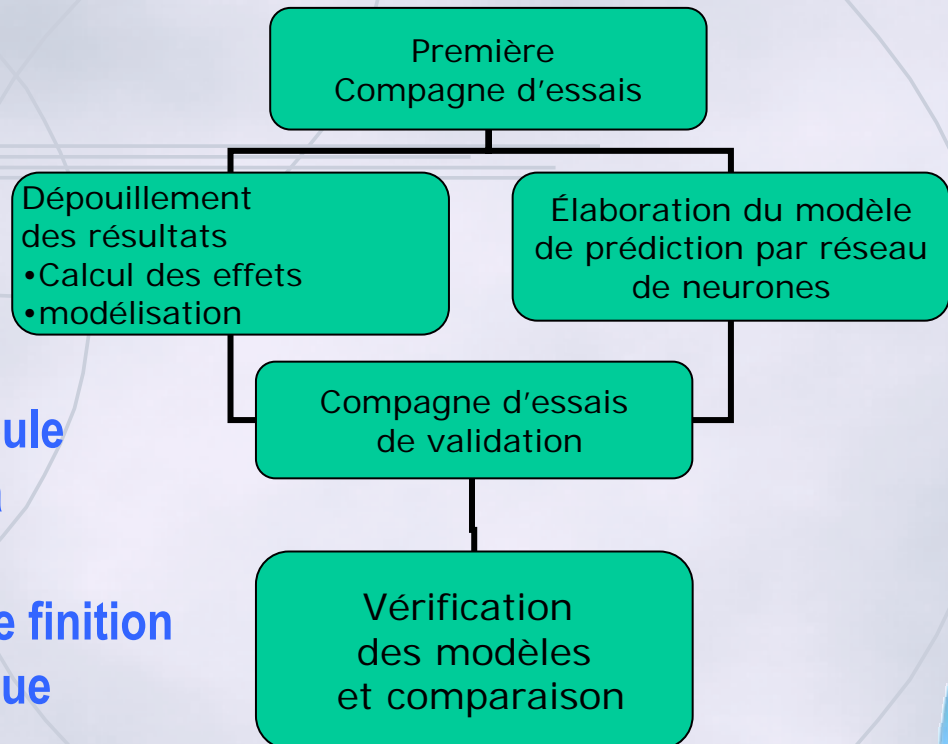 Première
Compagne d'essais
Dépouillement
des résultats
•Calcul des effets
•modélisation
Élaboration du modèle
de prédiction par réseau
de neurones
Compagne d'essais
de validation
Vérification
des modèles
et comparaison
finition